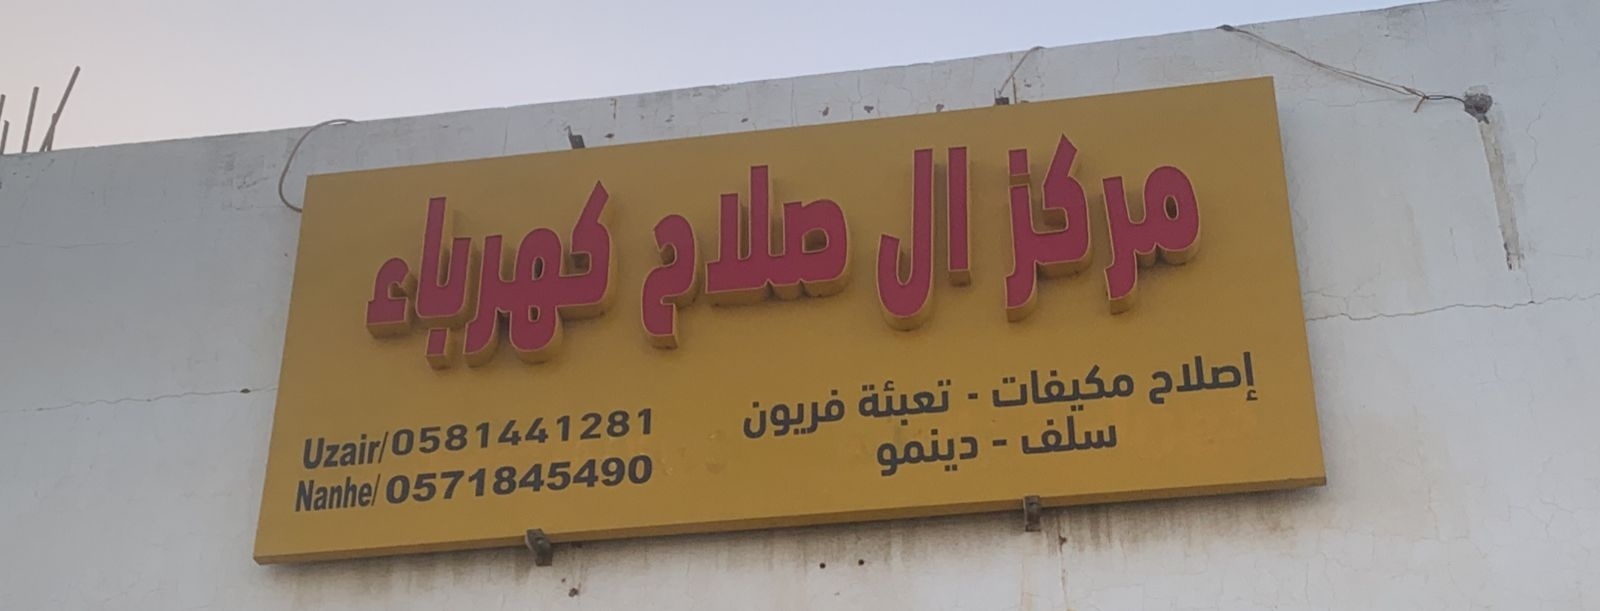 مركز ال صلاح كهرباء
إصلاح مكيفات - تعبئة فريون
سلف - دينمو
Uzair/0581441281
Nanhe/0571845490